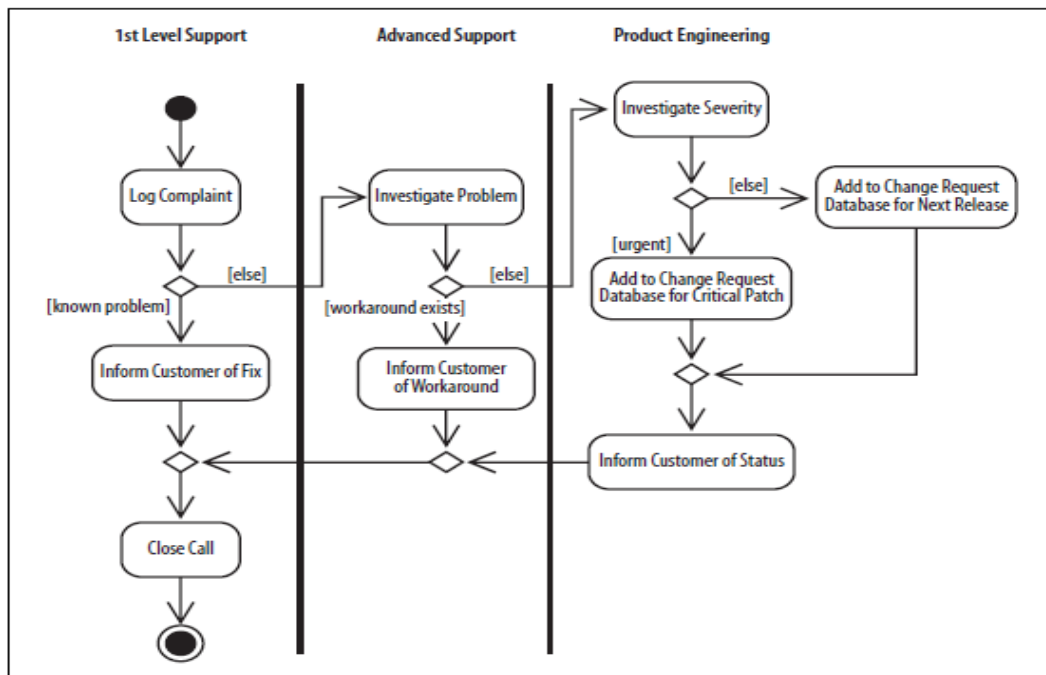 1st Level Support
Advanced Support
Product Engineering
Investigate Severity
Log Complaint
Investigate Problem
[else]
Add to Change Request
Database for Next Release
[urgent]
[else]
[else]
Add to Change Request
Database for Critical Patch
[known problem]
[workaround exists]
Inform Customer of Fix
Inform Customer
of Workaround
Inform Customer of Status
Close Call